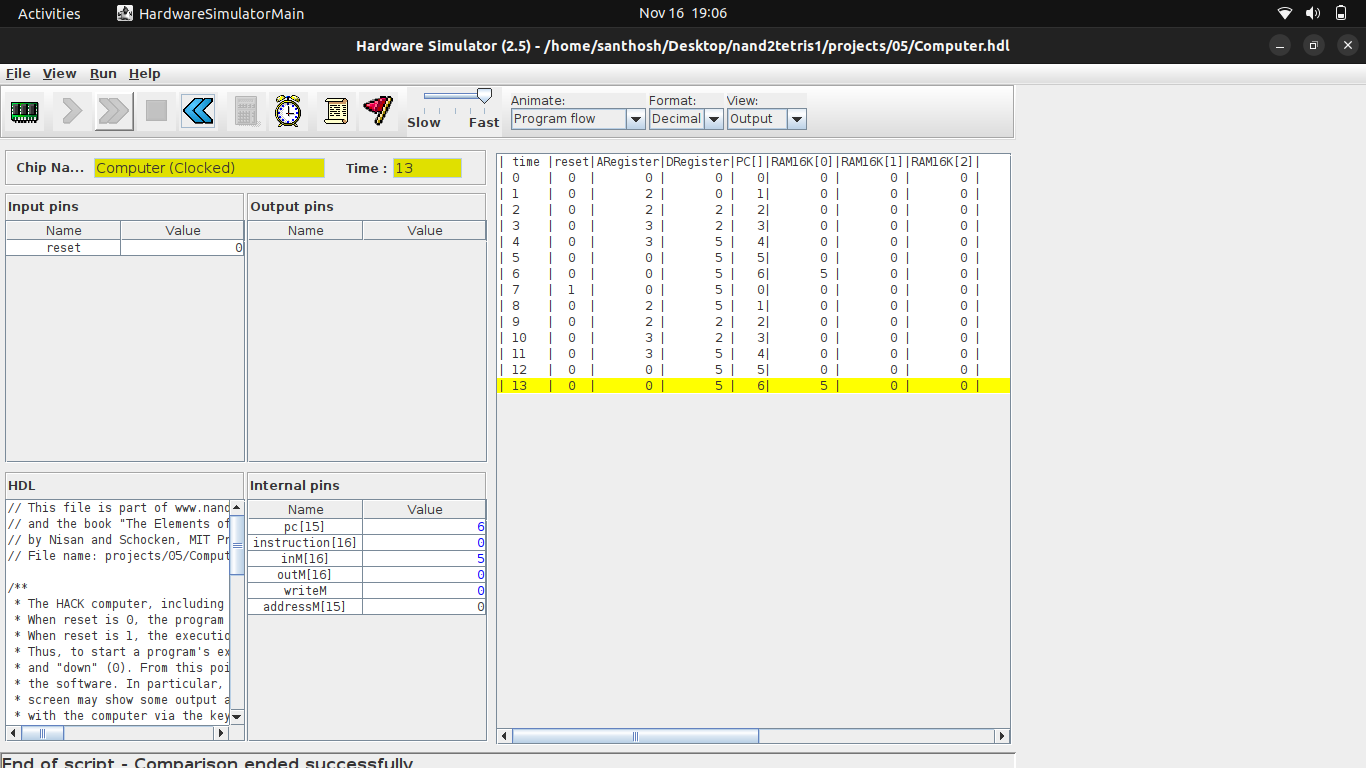 Activities HardwareSimulatorMain Nov 16 19:06
Hardware Simulator (2.5) - /home/santhosh/Desktop/nand2tetris1/projects/05/Computer.hdl
File View Run Help
Slow Fast
Animate: Format: View:
Program flow Decimal Output
Chip Na... Computer (Clocked) Time : 13
Input pins
Name Value
reset 0
Output pins
Name Value
| time |reset|ARegister|DRegister|PC[]|RAM16K[0]|RAM16K[1]|RAM16K[2]|
| 0 | 0 | 0 | 0 | 0| 0 | 0 | 0 |
| 1 | 0 | 2 | 0 | 1| 0 | 0 | 0 |
| 2 | 0 | 2 | 2 | 2| 0 | 0 | 0 |
| 3 | 0 | 3 | 2 | 3| 0 | 0 | 0 |
| 4 | 0 | 3 | 5 | 4| 0 | 0 | 0 |
| 5 | 0 | 0 | 5 | 5| 0 | 0 | 0 |
| 6 | 0 | 0 | 5 | 6| 5 | 0 | 0 |
| 7 | 1 | 0 | 5 | 0| 0 | 0 | 0 |
| 8 | 0 | 2 | 5 | 1| 0 | 0 | 0 |
| 9 | 0 | 2 | 2 | 2| 0 | 0 | 0 |
| 10 | 0 | 3 | 2 | 3| 0 | 0 | 0 |
| 11 | 0 | 3 | 5 | 4| 0 | 0 | 0 |
| 12 | 0 | 0 | 5 | 5| 0 | 0 | 0 |
| 13 | 0 | 0 | 5 | 6| 5 | 0 | 0 |
HDL
// This file is part of www.nand
// and the book "The Elements of
// by Nisan and Schocken, MIT Pr
// File name: projects/05/Comput
/**
* The HACK computer, including
* When reset is 0, the program
* When reset is 1, the executio
* Thus, to start a program's ex
* and "down" (0). From this poi
* the software. In particular,
* screen may show some output a
* with the computer via the key
Internal pins
Name Value
pc[15] 6
instruction[16] 0
inM[16] 5
outM[16] 0
writeM 0
addressM[15] 0
End of script - Comparison ended successfully